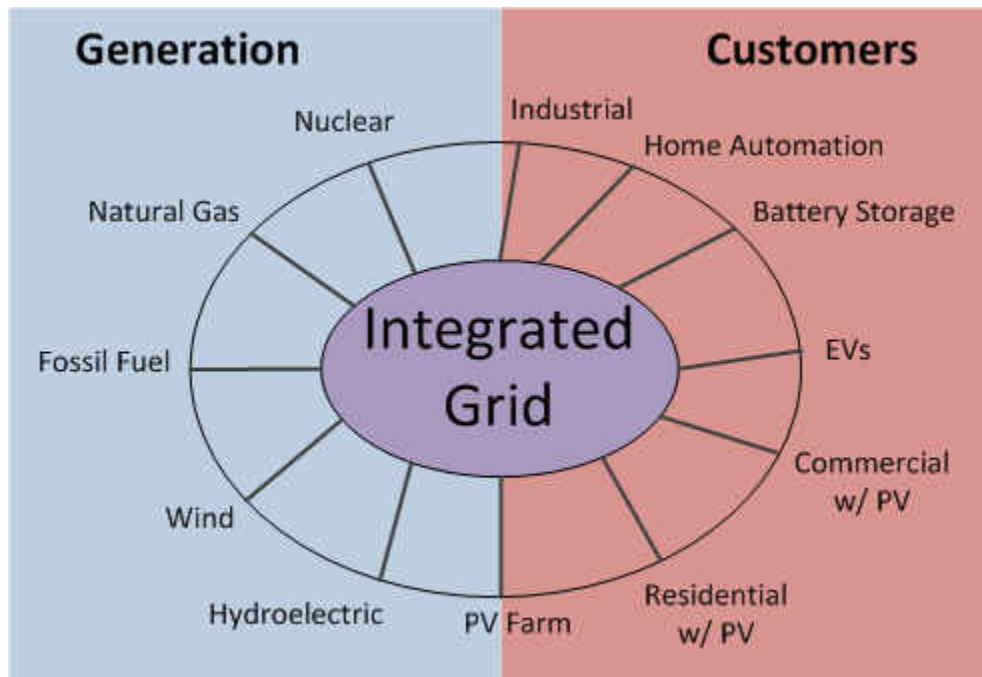 Generation
Customers
Nuclear
Industrial
Home Automation
Natural Gas
Battery Storage
Integrated
Grid
Fossil Fuel
EVs
Commercial
w/ PV
Wind
Hydroelectric
PV Farm
Residential
w/ PV